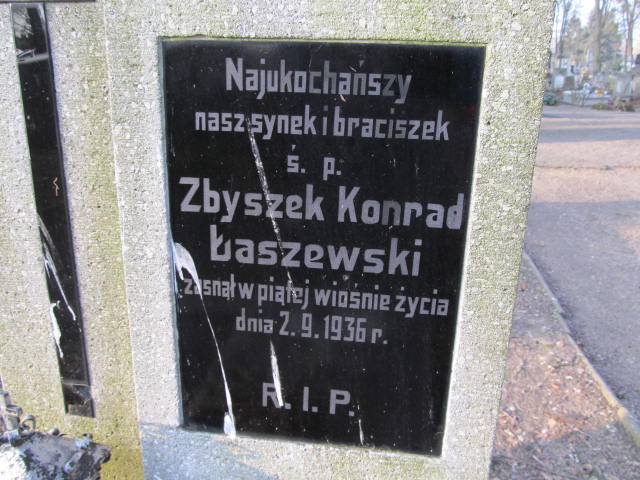 Najukochańszy
nasz synek i braciszek
ś. p.
Zbyszek Konrad
Łaszewski
zasnął w piątej wiośnie życia
dnia 2. 9. 1936 r.
R. I. P.